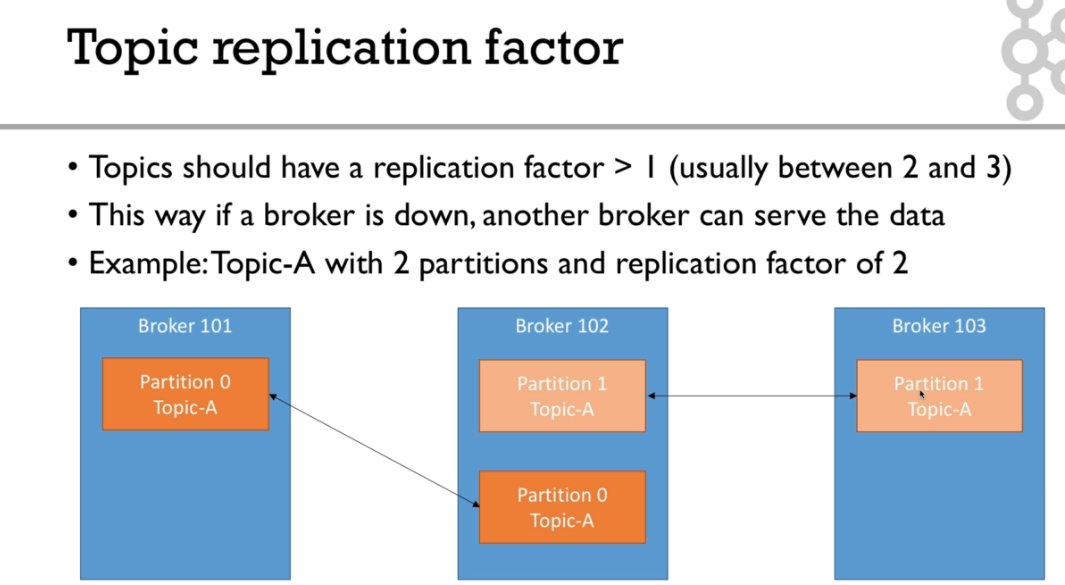 Topic replication factor
• Topics should have a replication factor > 1 (usually between 2 and 3)
• This way if a broker is down, another broker can serve the data
• Example: Topic-A with 2 partitions and replication factor of 2
Broker 101
Partition 0
Topic-A
Broker 102
Partition 1
Topic-A
Partition 0
Topic-A
Broker 103
Partition 1
Topic-A